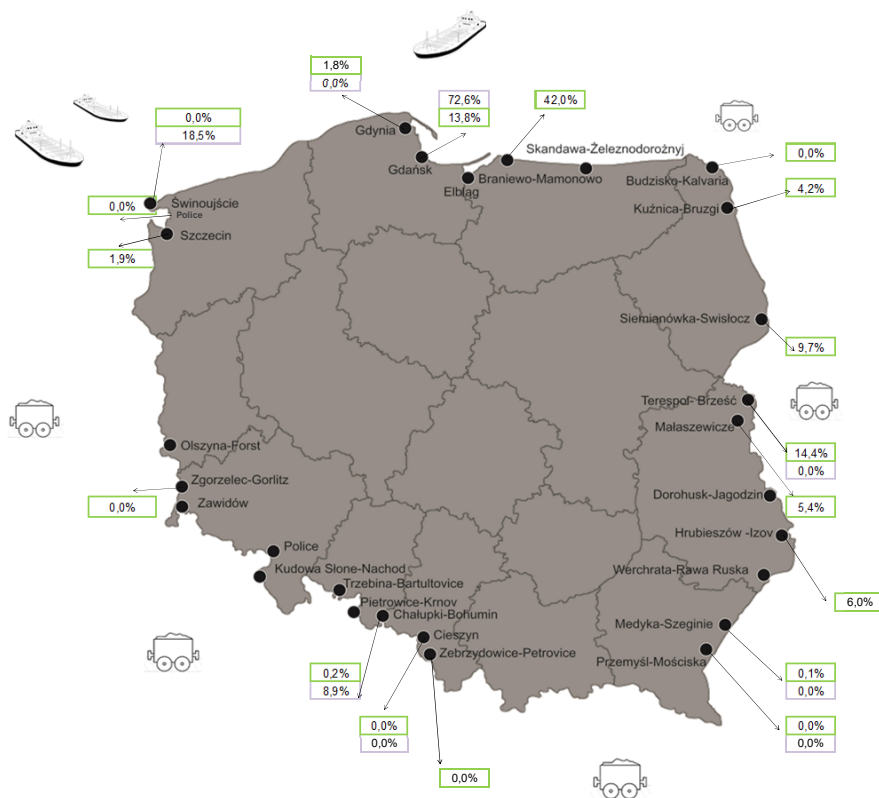 1,8%
0,0%
72,6%
13,8%
42,0%
0,0%
18,5%
Gdynia
Gdańsk
Skandawa-Żeleznodorożnyj
Braniewo-Mamonowo
Elbląg
Budzisko-Kalvaria
0,0%
4,2%
Kuźnica-Bruzgi
0,0%
Świnoujście
Police
Szczecin
1,9%
Siemianówka-Swisłocz
9,7%
Terespol- Brześć
Małaszewicze
14,4%
0,0%
5,4%
Olszyna-Forst
Zgorzelec-Gorlitz
0,0%
Zawidów
Dorohusk-Jagodzin
Hrubieszów -Izov
6,0%
Police
Kudowa Słone-Nachod
Trzebina-Bartultovice
Pietrowice-Krnov
Chałupki-Bohumin
Cieszyn
Zebrzydowice-Petrovice
Werchrata-Rawa Ruska
Medyka-Szeginie
Przemyśl-Mościska
0,2%
8,9%
0,1%
0,0%
0,0%
0,0%
0,0%
0,0%
0,0%